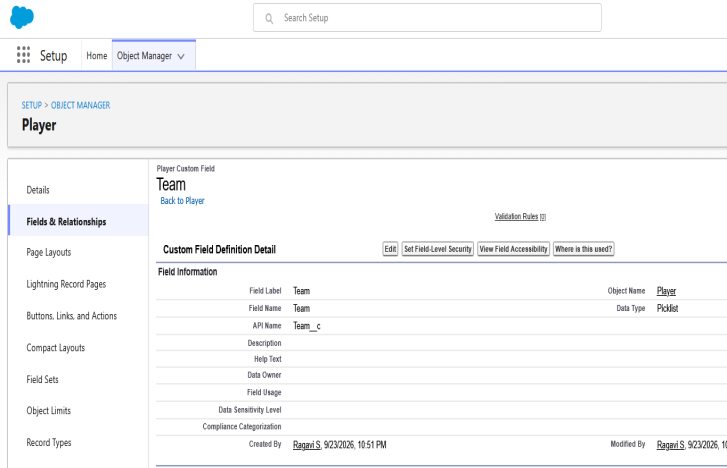 Search Setup
Setup Home Object Manager
SETUP > OBJECT MANAGER
Player
Details
Fields & Relationships
Page Layouts
Lightning Record Pages
Buttons, Links, and Actions
Compact Layouts
Field Sets
Object Limits
Record Types
Player Custom Field
Team
Back to Player
Validation Rules [0]
Custom Field Definition Detail Edit Set Field-Level Security View Field Accessibility Where is this used?
Field Information
Field Label Team Object Name Player
Field Name Team Data Type Picklist
API Name Team__c
Description
Help Text
Data Owner
Field Usage
Data Sensitivity Level
Compliance Categorization
Created By Ragavi S, 9/23/2026, 10:51 PM Modified By Ragavi S, 9/23/2026, 10